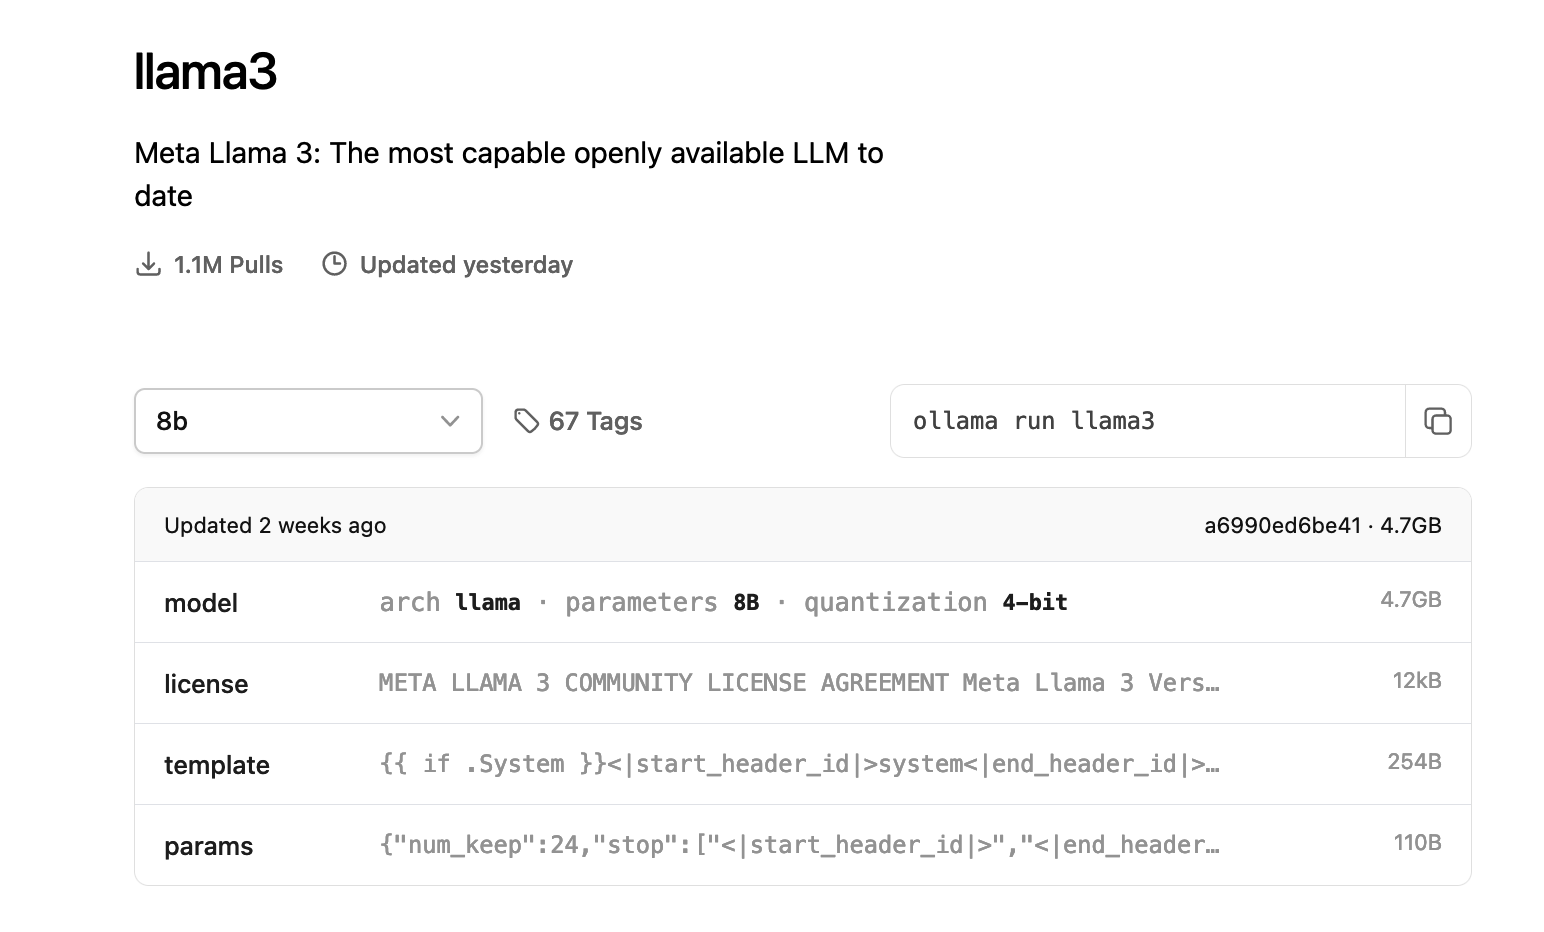 llama3
Meta Llama 3: The most capable openly available LLM to
date
1.1M Pulls Updated yesterday
8b 67 Tags ollama run llama3
Updated 2 weeks ago a6990ed6be41 · 4.7GB
model arch llama · parameters 8B · quantization 4-bit 4.7GB
license META LLAMA 3 COMMUNITY LICENSE AGREEMENT Meta Llama 3 Vers… 12kB
template {{ if .System }}<|start_header_id|>system<|end_header_id|>… 254B
params {"num_keep":24,"stop":["<|start_header_id|>","<|end_header… 110B